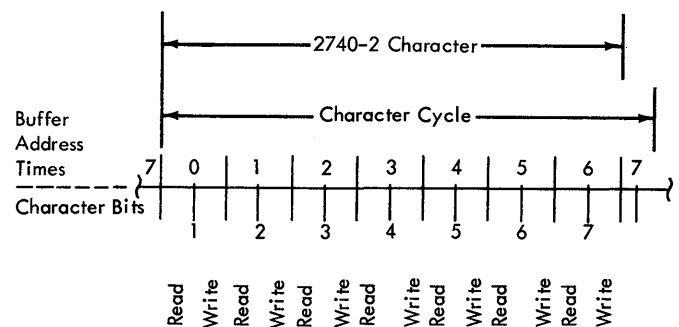 2740-2 Character
Character Cycle
Buffer
Address
Times
7 0 1 2 3 4 5 6 7
Character Bits
1 2 3 4 5 6 7
Read Write Read Write Read Write Read Write Read Write Read Write Read Write